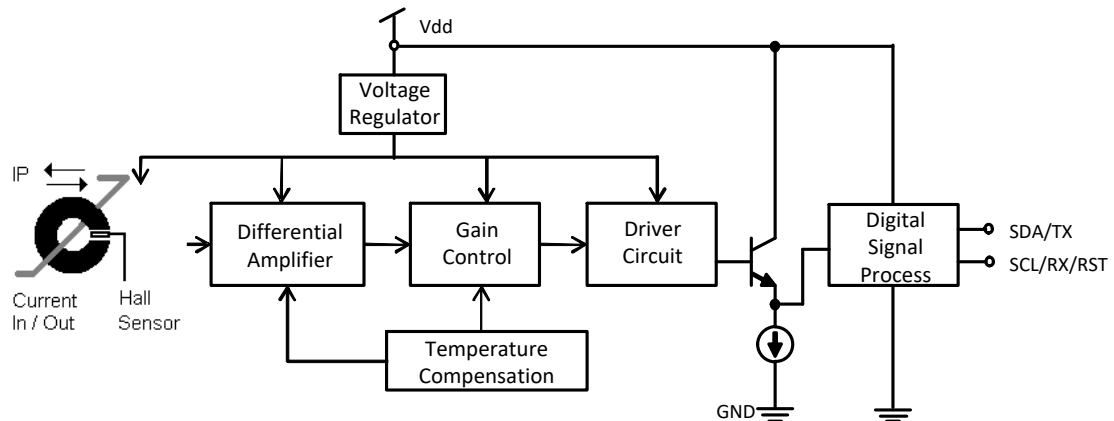 Vdd
Voltage
Regulator
IP
Differential
Amplifier
Gain
Control
Driver
Circuit
Digital
Signal
Process
SDA/TX
SCL/RX/RST
Current
In / Out
Hall
Sensor
Temperature
Compensation
GND